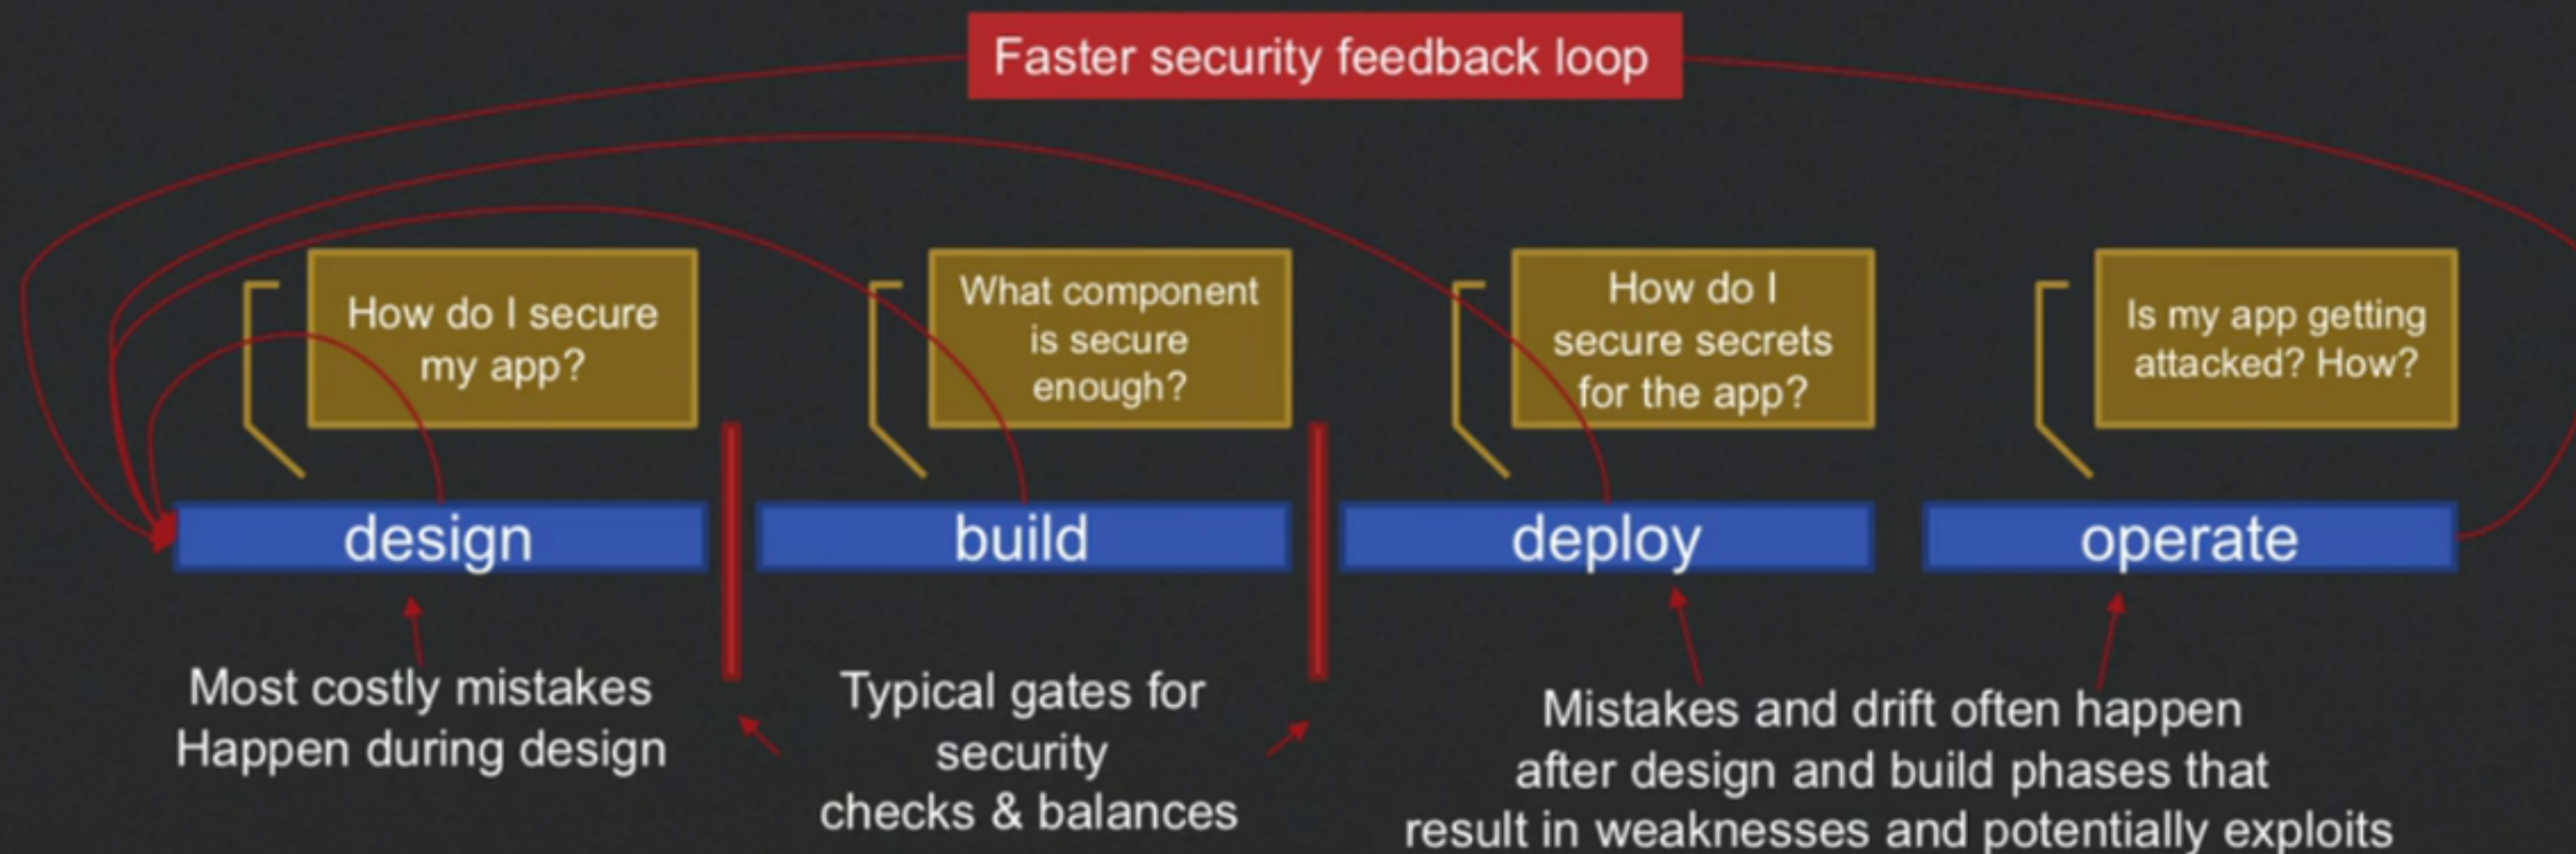 Faster security feedback loop
How do I secure
my app?
What component
is secure
enough?
How do I
secure secrets
for the app?
Is my app getting
attacked? How?
design
build
deploy
operate
Most costly mistakes
Happen during design
Typical gates for
security
checks & balances
Mistakes and drift often happen
after design and build phases that
result in weaknesses and potentially exploits